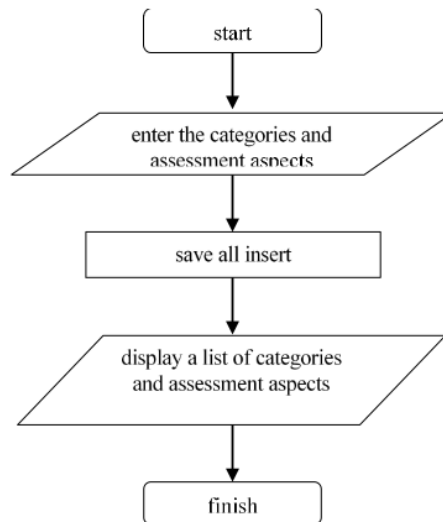 start
enter the categories and
assessment aspects
save all insert
display a list of categories
and assessment aspects
finish